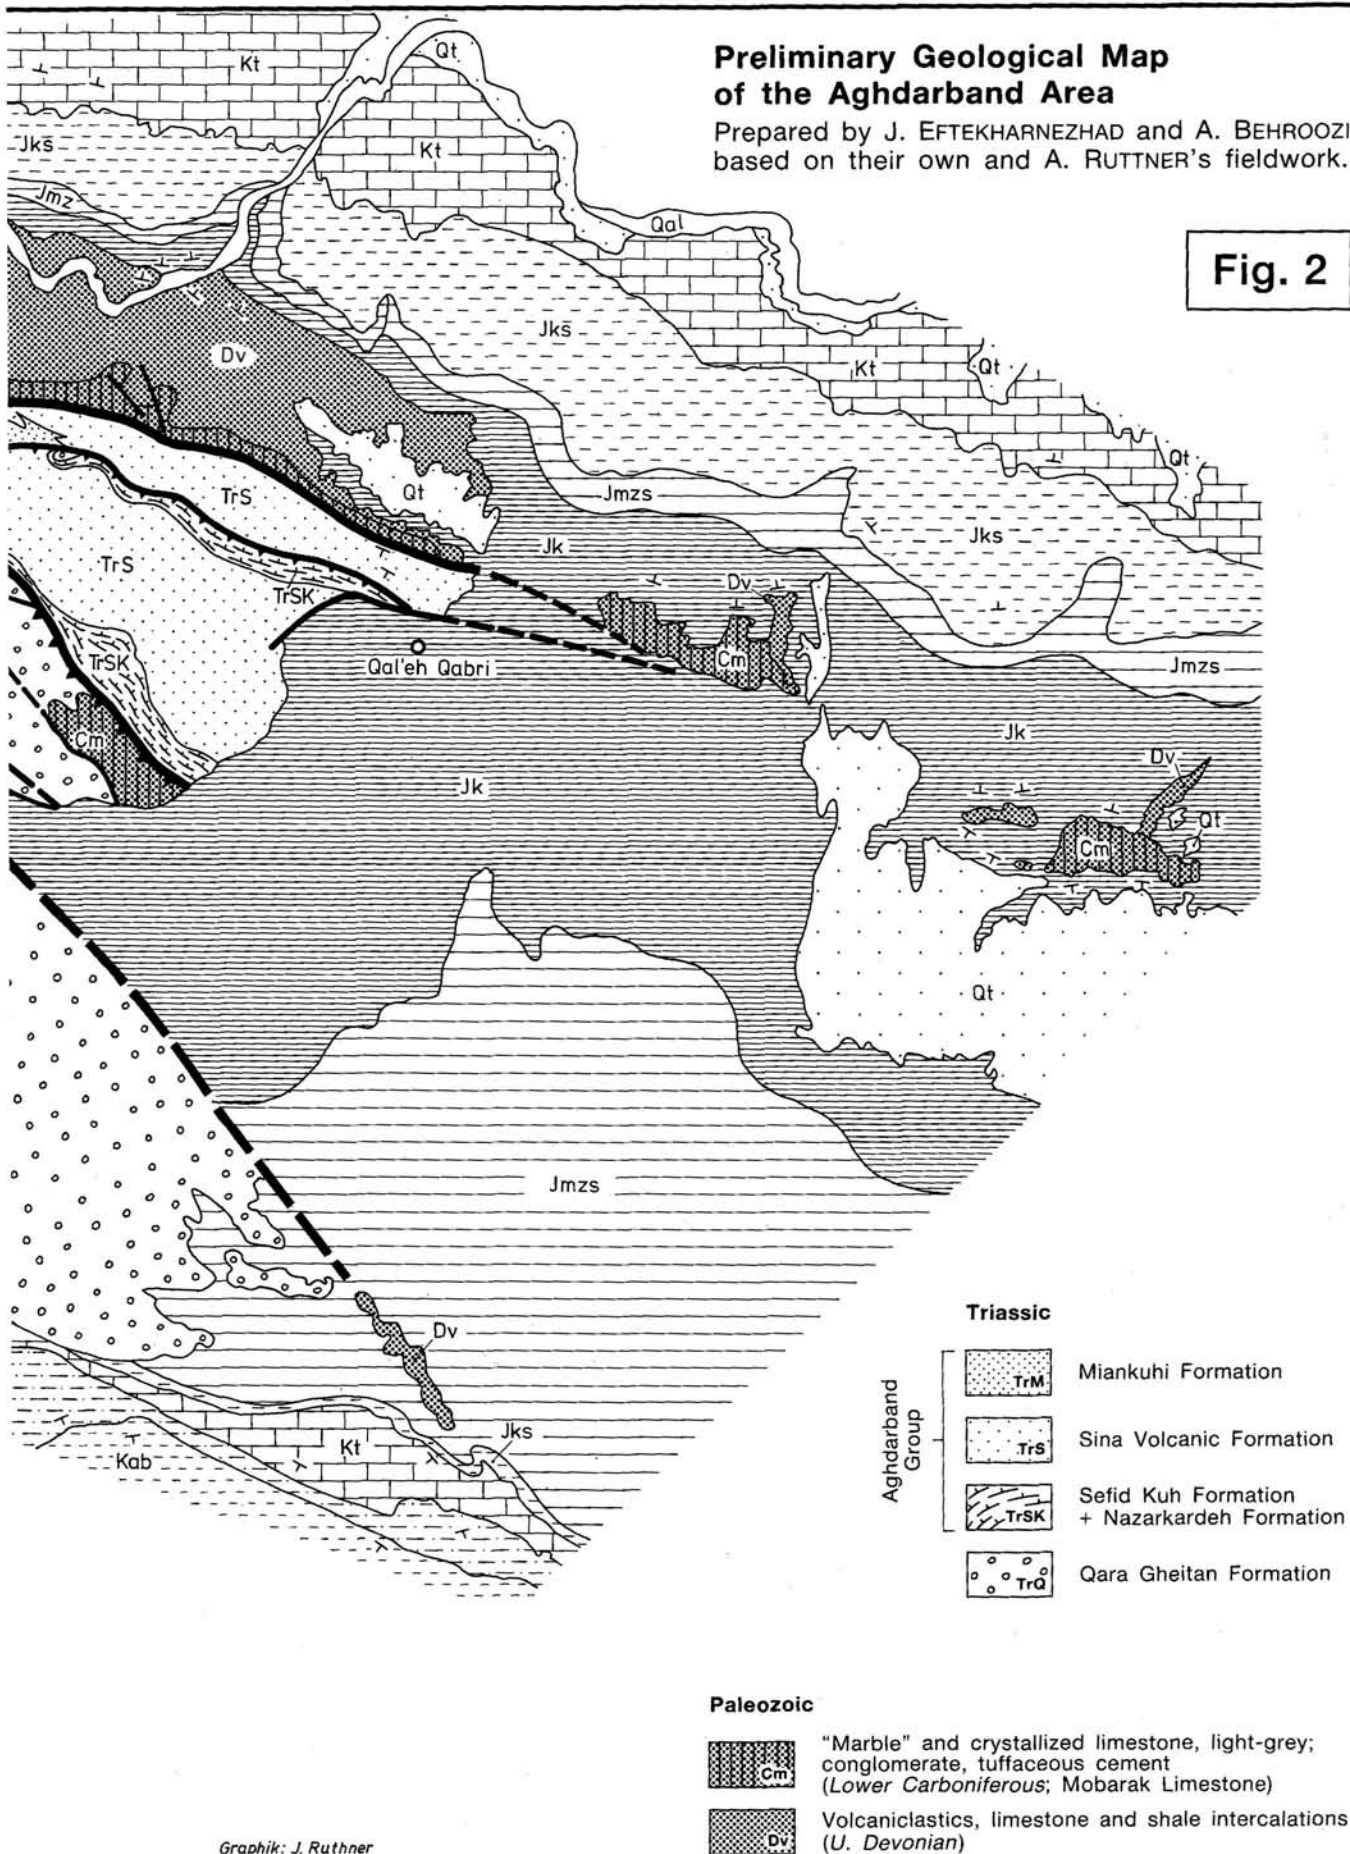 Preliminary Geological Map
of the Aghdarband Area
Prepared by J. EFTEKHARNEZHAD and A. BEHROOZI
based on their own and A. RUTTNER's fieldwork.
Fig. 2
Qt
Kt
Kt
Jks
Jmz
Qal
Jks
Dv
Kt
Qt
Qt
TrS
Qt
Jmzs
Jk
Jks
TrS
TrSK
Dv
Qal'eh Qabri
Cm
TrSK
Jmzs
Cm
Jk
Jk
Dv
Qt
Cm
Qt
Jmzs
Dv
Jks
Kt
Kab
Triassic
Aghdarband
Group
TrM Miankuhi Formation
TrS Sina Volcanic Formation
Sefid Kuh Formation
TrSK + Nazarkardeh Formation
TrQ Qara Gheitan Formation
Paleozoic
"Marble" and crystallized limestone, light-grey;
Cm conglomerate, tuffaceous cement
(Lower Carboniferous; Mobarak Limestone)
Volcaniclastics, limestone and shale intercalations
Dv (U. Devonian)
Graphik: J. Ruthner